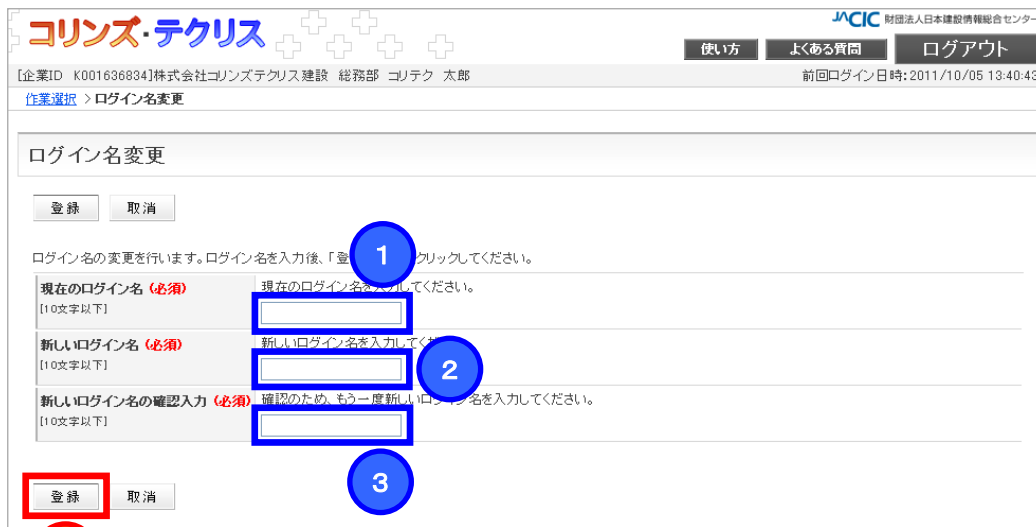 コリンズ・テクリス
JACIC 財団法人日本建設情報総合センター
使い方 よくある質問 ログアウト
[企業ID K001636834]株式会社コリンズテクリス建設 総務部 コリテク 太郎 前回ログイン日時:2011/10/05 13:40:43
作業選択 > ログイン名変更
ログイン名変更
登録 取消
ログイン名の変更を行います。ログイン名を入力後、「登 クリックしてください。
1
現在のログイン名 (必須) 現在のログイン名を入力してください。
[10文字以下]
新しいログイン名 (必須) 新しいログイン名を入力してくだ
[10文字以下]
2
新しいログイン名の確認入力 (必須) 確認のため、もう一度新しいログイン名を入力してください。
[10文字以下]
3
登録 取消